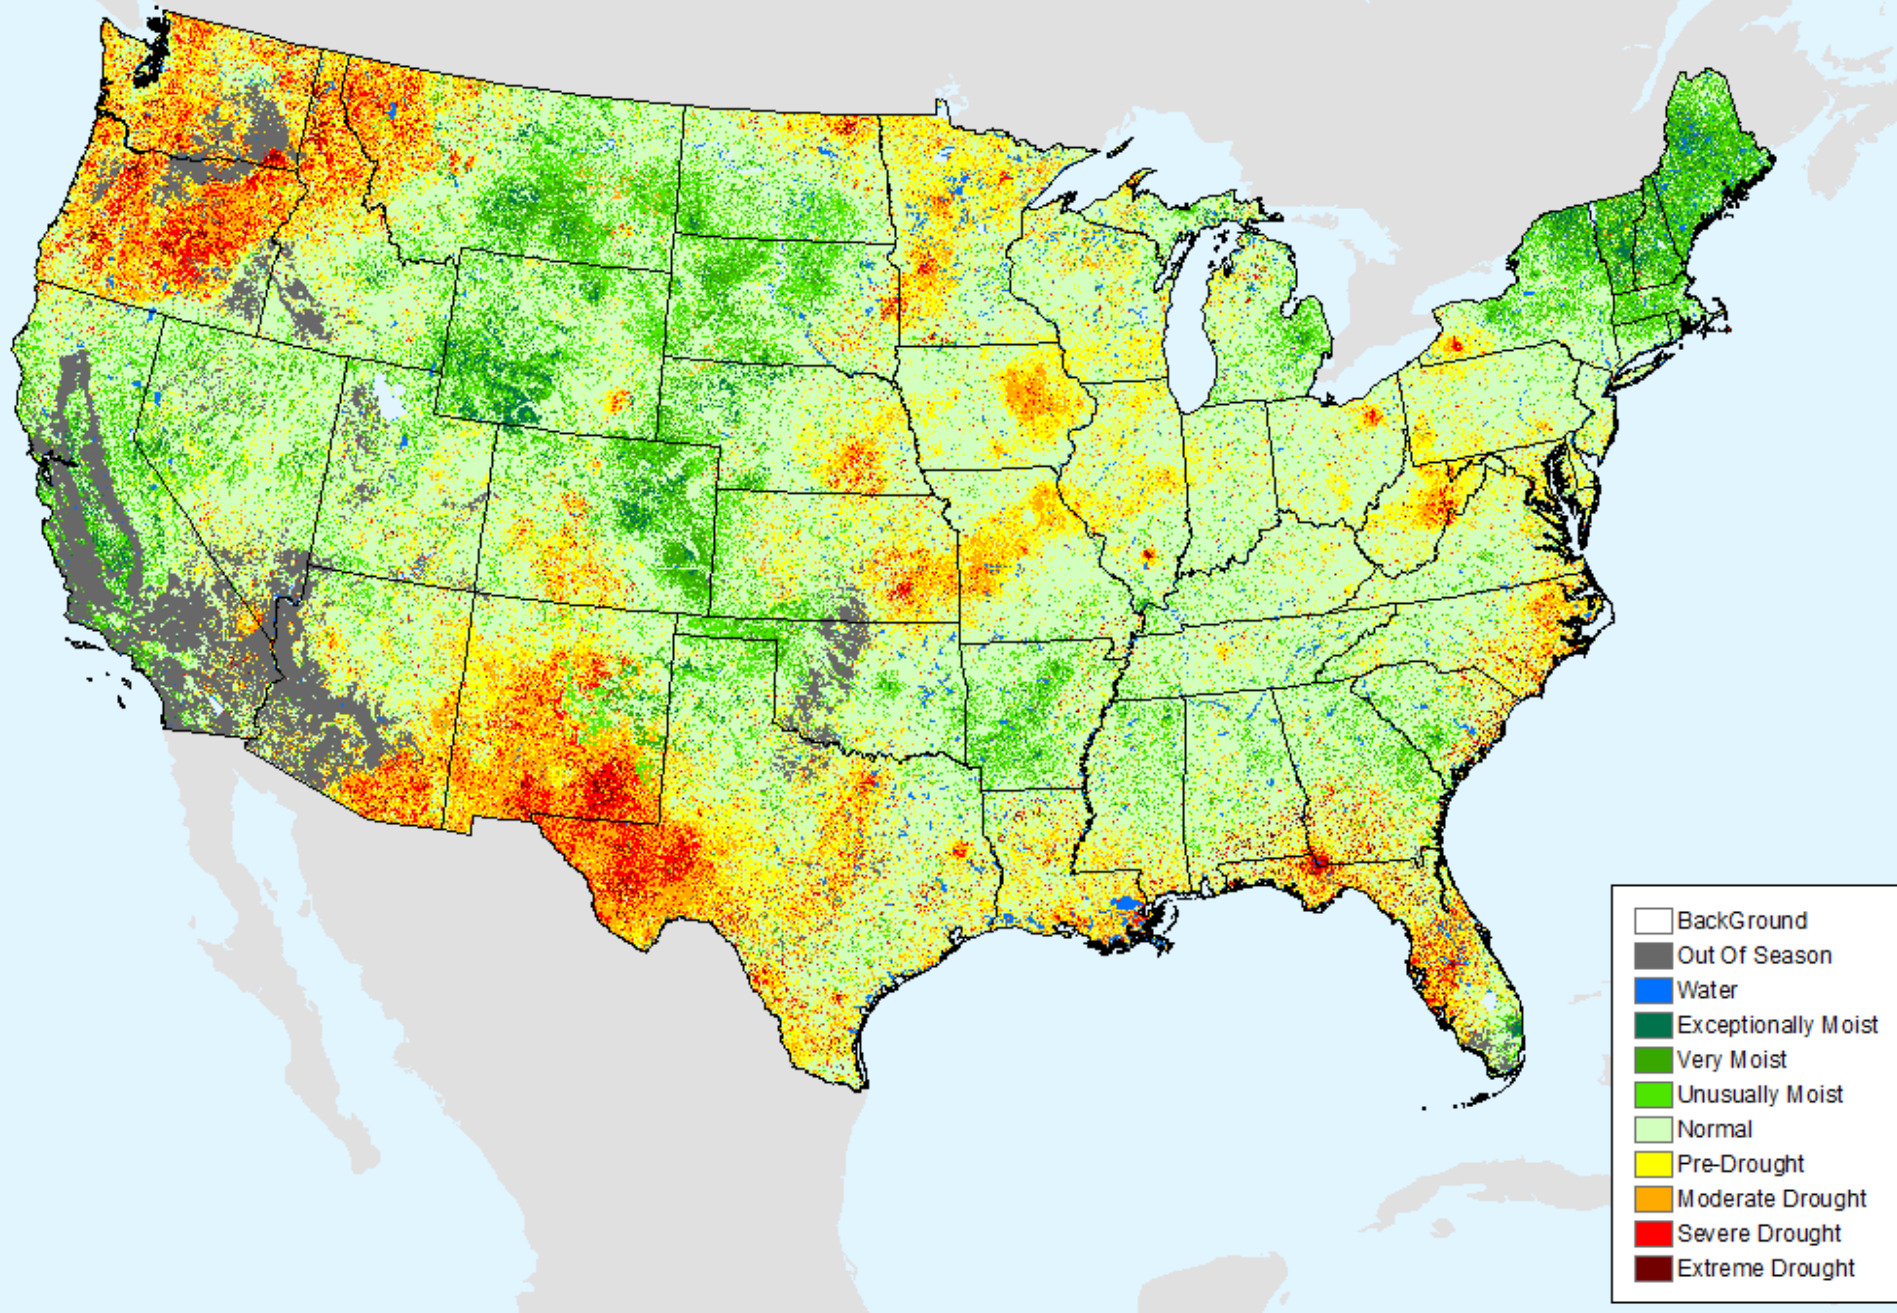 BackGround
Out Of Season
Water
Exceptionally Moist
Very Moist
Unusually Moist
Normal
Pre-Drought
Moderate Drought
Severe Drought
Extreme Drought